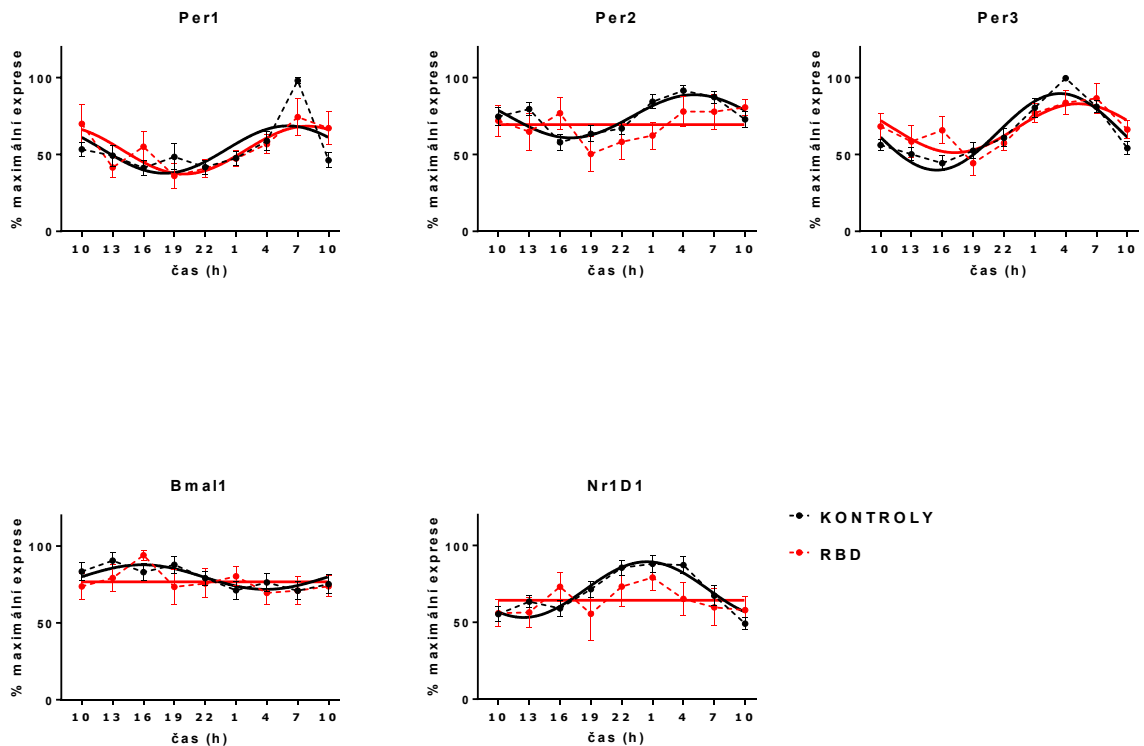 Per1
% maximální exprese
100
50
0
10 13 16 19 22 1 4 7 10
čas (h)
Per2
% maximální exprese
100
50
0
10 13 16 19 22 1 4 7 10
čas (h)
Per3
% maximální exprese
100
50
0
10 13 16 19 22 1 4 7 10
čas (h)
Bmal1
% maximální exprese
100
50
0
10 13 16 19 22 1 4 7 10
čas (h)
Nr1D1
% maximální exprese
100
50
0
10 13 16 19 22 1 4 7 10
čas (h)
KONTROLY
RBD